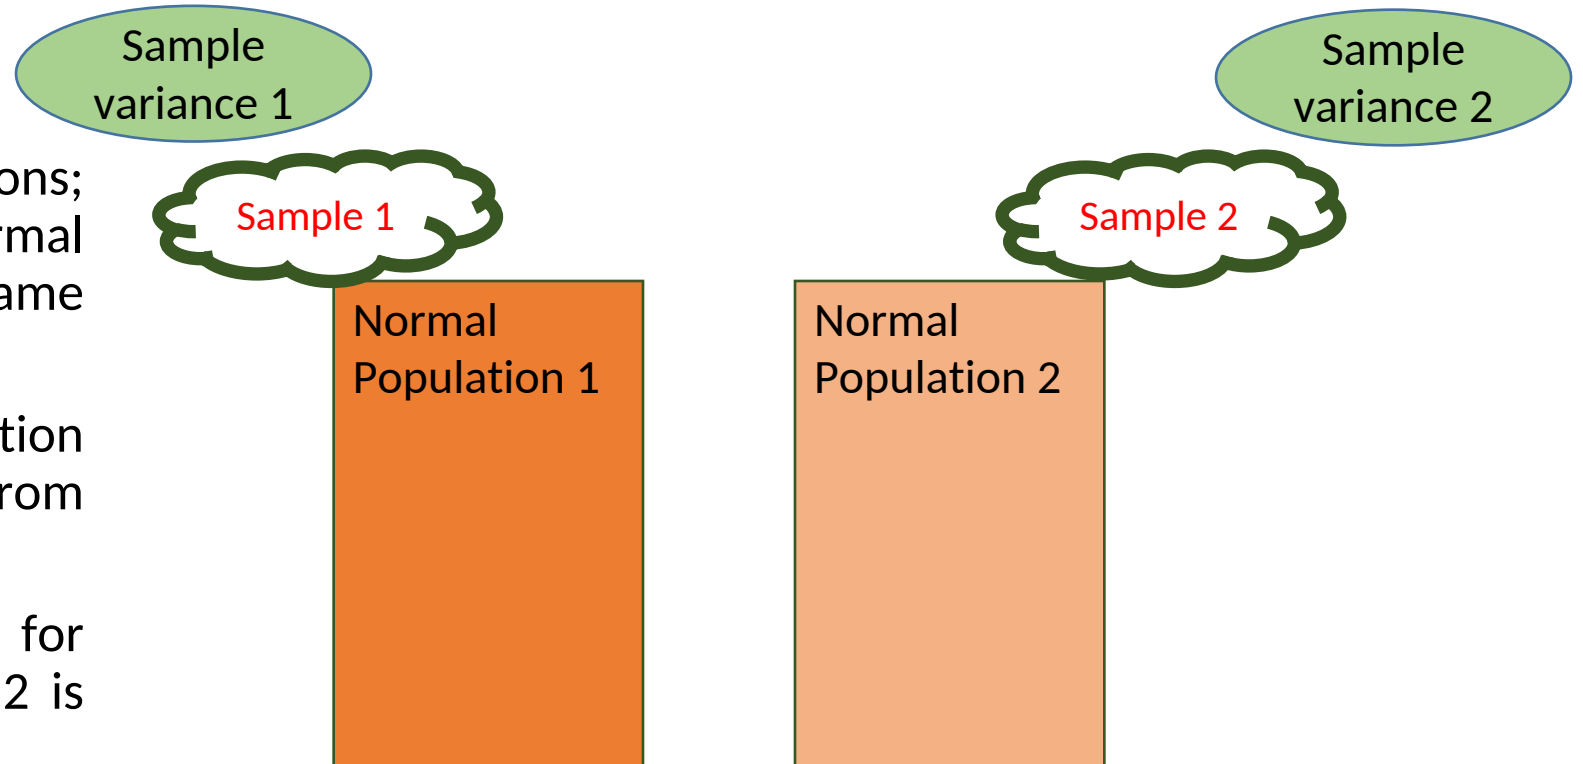 Sample
variance 1
Sample
variance 2
ons;
rmal
ame
tion
rom
for
2 is
Sample 1
Sample 2
Normal
Population 1
Normal
Population 2